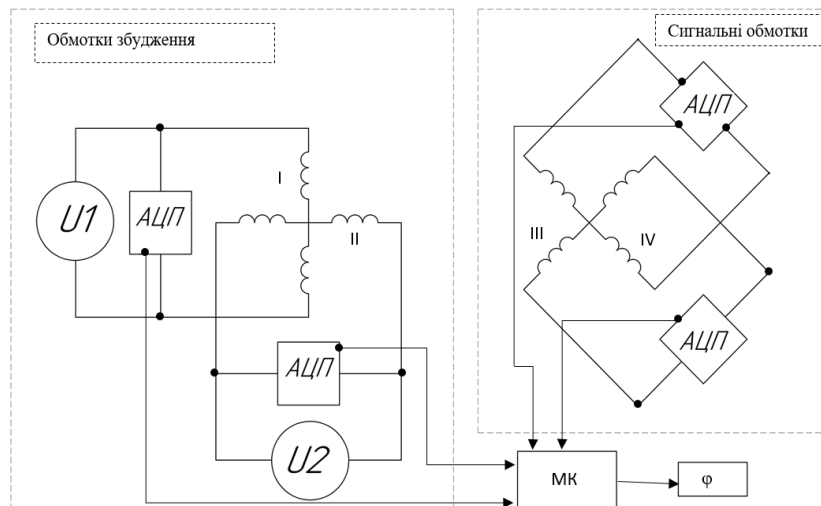 Обмотки збудження
Сигнальні обмотки
АЦП
I
U1
АЦП
II
III
IV
АЦП
АЦП
U2
МК
φ